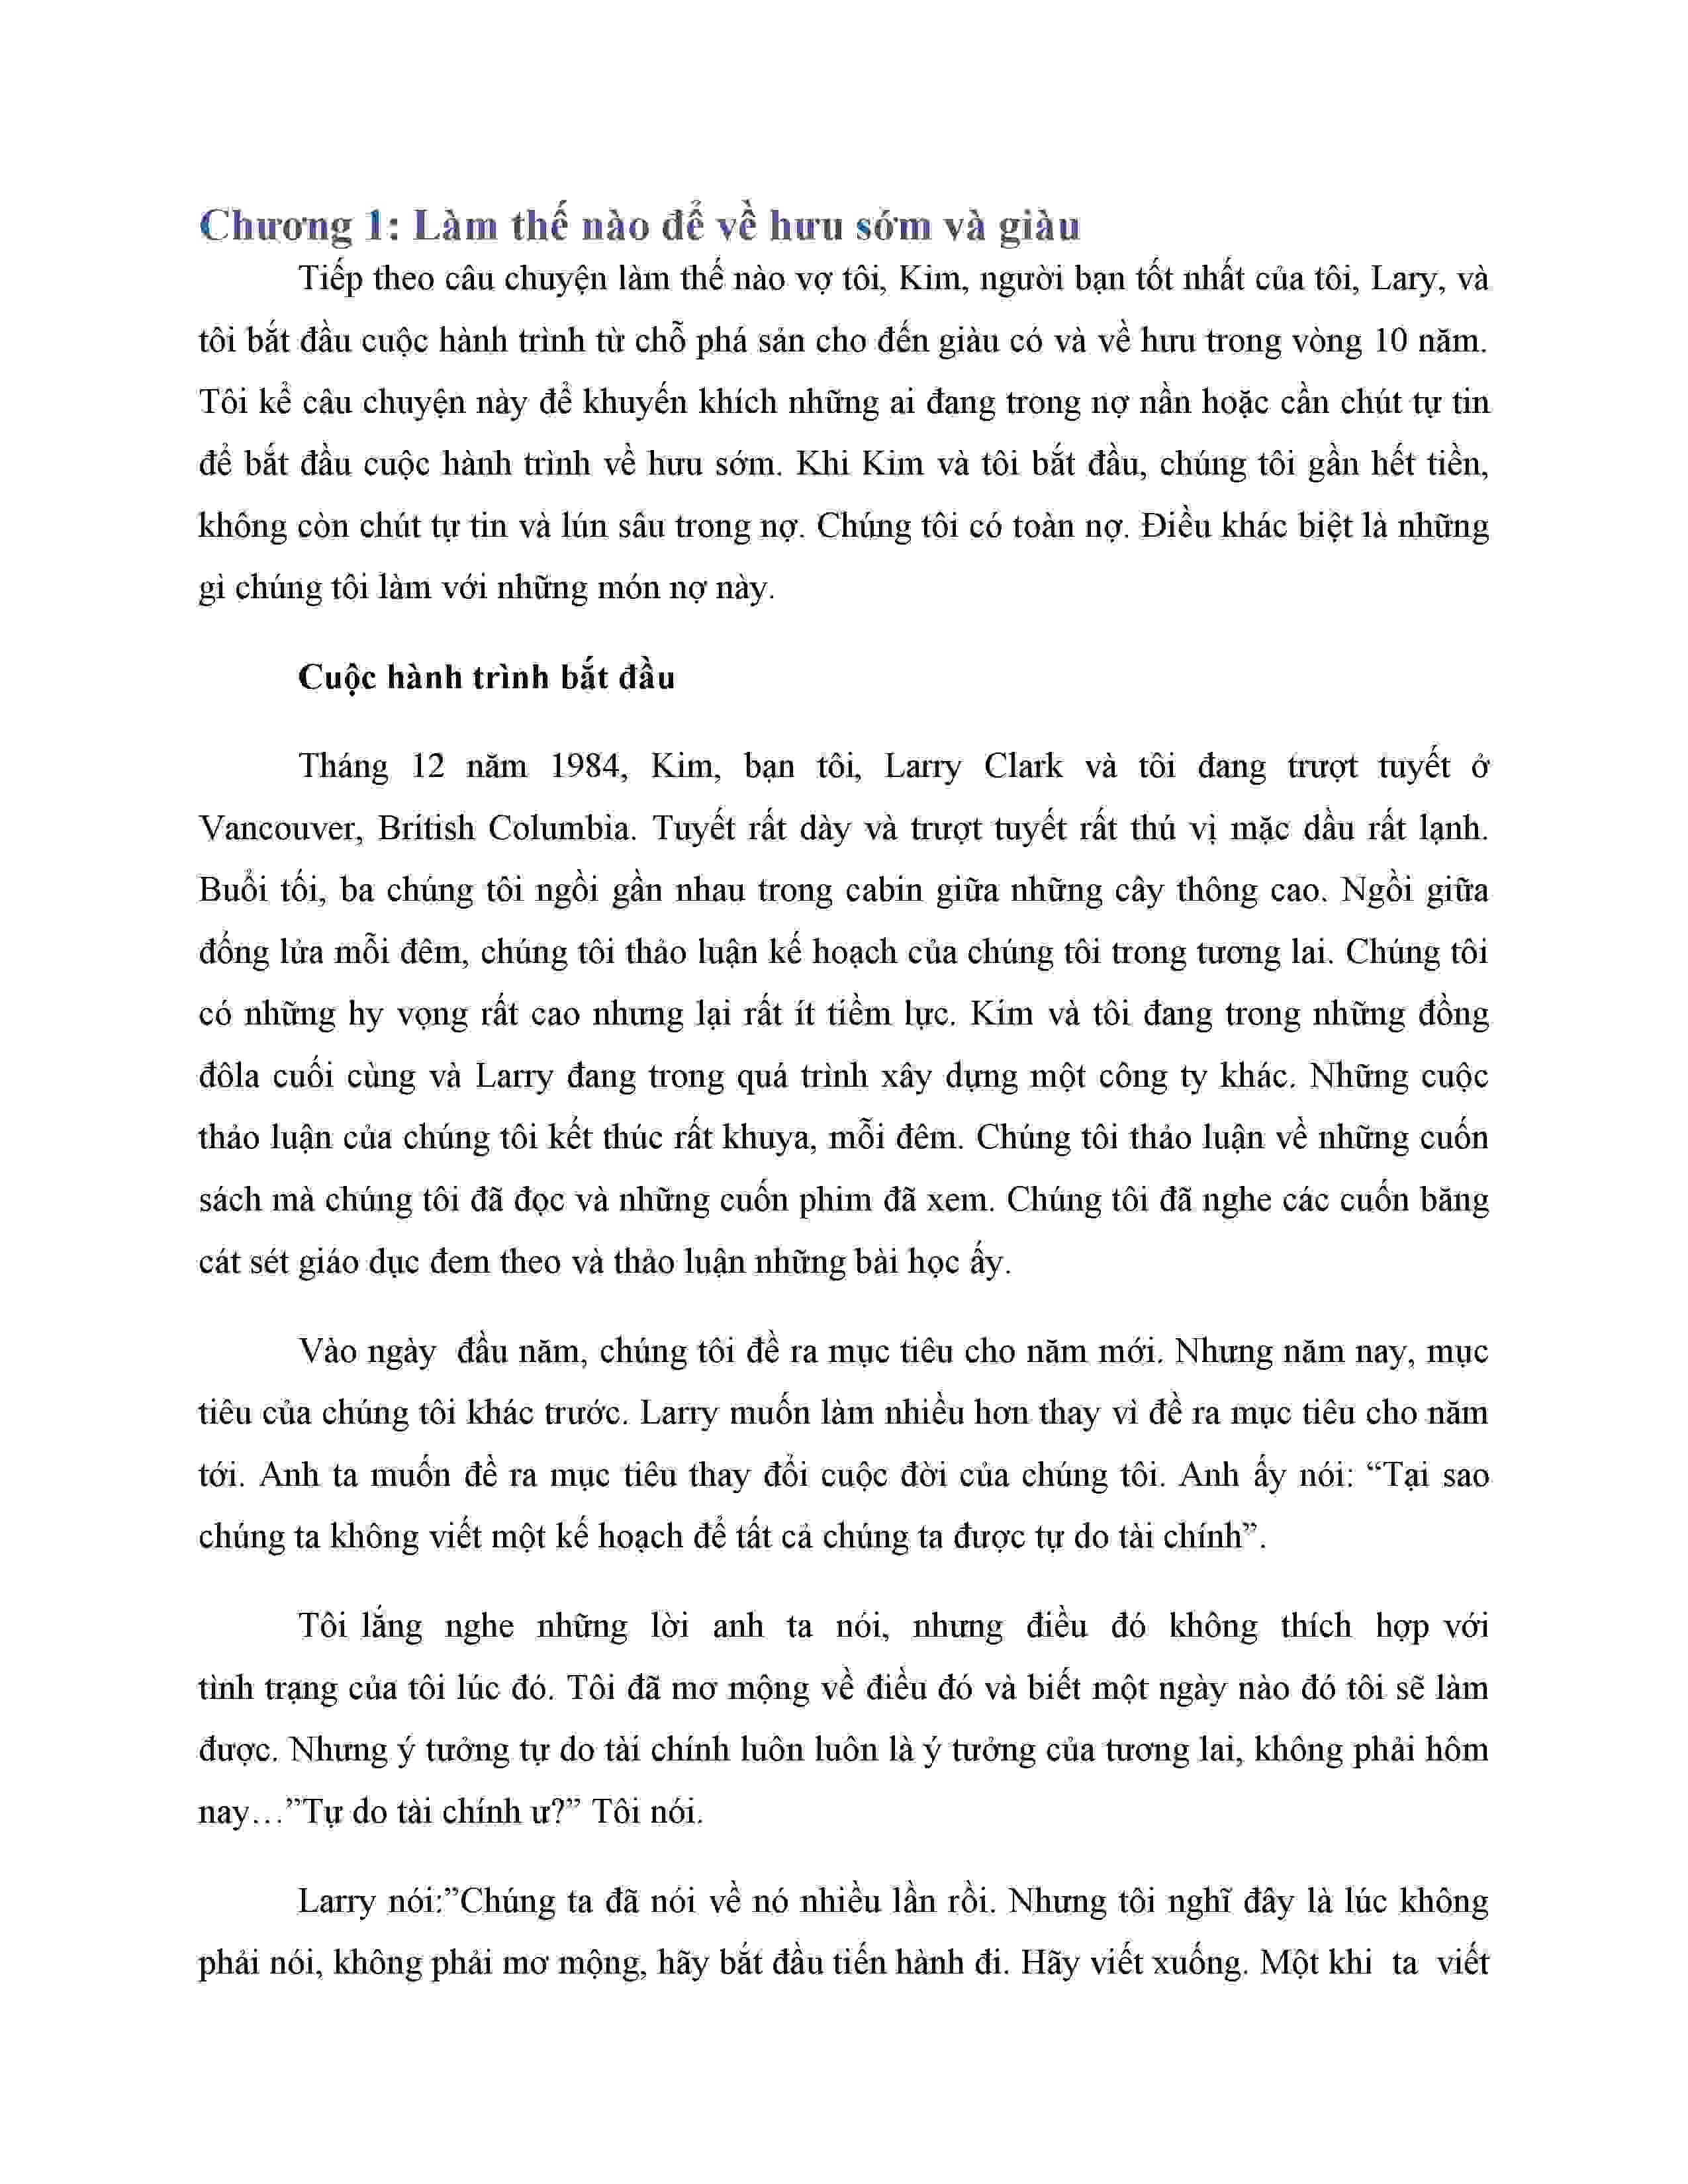 Chương 1: Làm thế nào để về hưu sớm và giàu
Tiếp theo câu chuyện làm thế nào vợ tôi, Kim, người bạn tốt nhất của tôi, Lary, và
tôi bắt đầu cuộc hành trình từ chỗ phá sản cho đến giàu có và về hưu trong vòng 10 năm.
Tôi kể câu chuyện này để khuyến khích những ai đang trong nợ nần hoặc cần chút tự tin
để bắt đầu cuộc hành trình về hưu sớm. Khi Kim và tôi bắt đầu, chúng tôi gần hết tiền,
không còn chút tự tin và lún sâu trong nợ. Chúng tôi có toàn nợ. Điều khác biệt là những
gì chúng tôi làm với những món nợ này.
Cuộc hành trình bắt đầu
Tháng 12 năm 1984, Kim, bạn tôi, Larry Clark và tôi đang trượt tuyết ở
Vancouver, British Columbia. Tuyết rất dày và trượt tuyết rất thú vị mặc dầu rất lạnh.
Buổi tối, ba chúng tôi ngồi gần nhau trong cabin giữa những cây thông cao. Ngồi giữa
đống lửa mỗi đêm, chúng tôi thảo luận kế hoạch của chúng tôi trong tương lai. Chúng tôi
có những hy vọng rất cao nhưng lại rất ít tiềm lực. Kim và tôi đang trong những đồng
đôla cuối cùng và Larry đang trong quá trình xây dựng một công ty khác. Những cuộc
thảo luận của chúng tôi kết thúc rất khuya, mỗi đêm. Chúng tôi thảo luận về những cuốn
sách mà chúng tôi đã đọc và những cuốn phim đã xem. Chúng tôi đã nghe các cuốn băng
cát sét giáo dục đem theo và thảo luận những bài học ấy.
Vào ngày đầu năm, chúng tôi đề ra mục tiêu cho năm mới. Nhưng năm nay, mục
tiêu của chúng tôi khác trước. Larry muốn làm nhiều hơn thay vì đề ra mục tiêu cho năm
tới. Anh ta muốn đề ra mục tiêu thay đổi cuộc đời của chúng tôi. Anh ấy nói: “Tại sao
chúng ta không viết một kế hoạch để tất cả chúng ta được tự do tài chính”.
Tôi lắng nghe những lời anh ta nói, nhưng điều đó không thích hợp với
tình trạng của tôi lúc đó. Tôi đã mơ mộng về điều đó và biết một ngày nào đó tôi sẽ làm
được. Nhưng ý tưởng tự do tài chính luôn luôn là ý tưởng của tương lai, không phải hôm
nay…”Tự do tài chính ư?” Tôi nói.
Larry nói:”Chúng ta đã nói về nó nhiều lần rồi. Nhưng tôi nghĩ đây là lúc không
phải nói, không phải mơ mộng, hãy bắt đầu tiến hành đi. Hãy viết xuống. Một khi ta viết